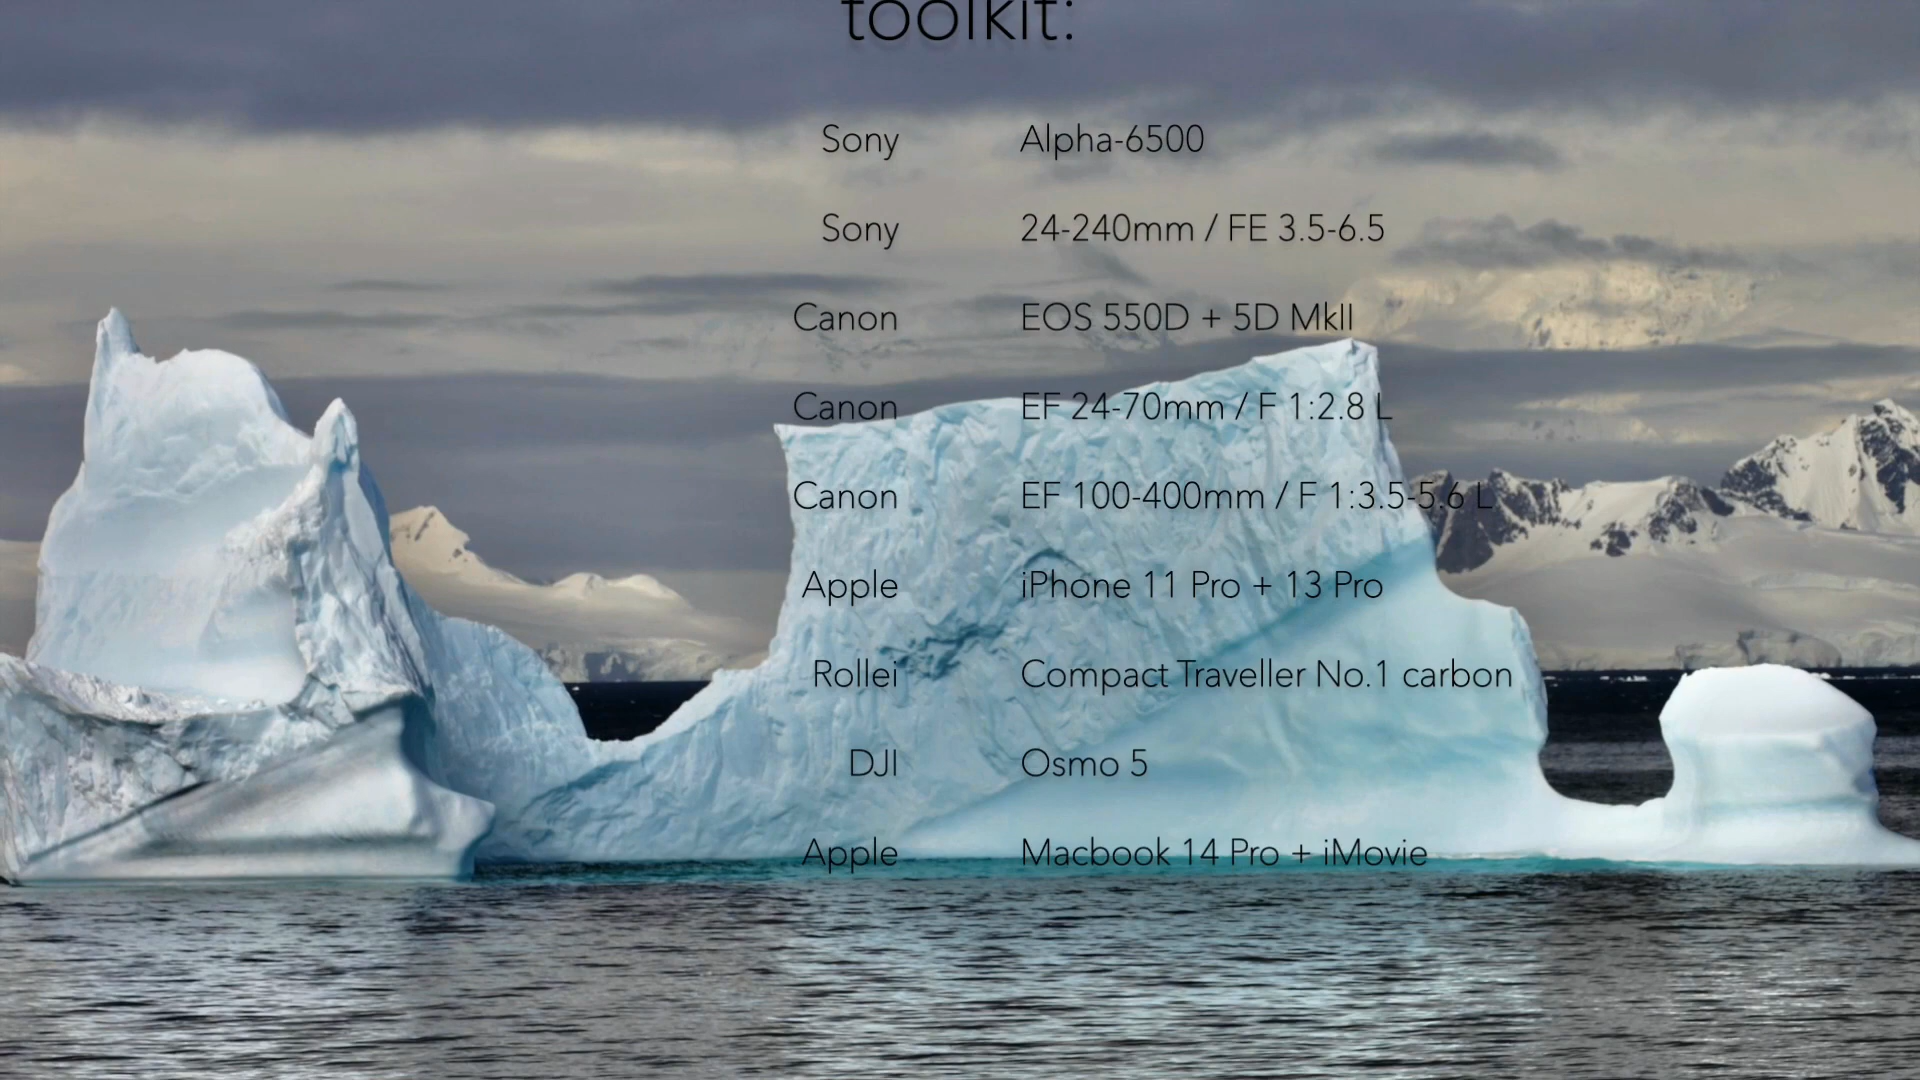 toolkit:
Sony Alpha-6500
Sony 24-240mm / FE 3.5-6.5
Canon EOS 550D + 5D MkII
Canon EF 24-70mm / F 1:2.8 L
Canon EF 100-400mm / F 1:3.5-5.6 L
Apple iPhone 11 Pro + 13 Pro
Rollei Compact Traveller No.1 carbon
DJI Osmo 5
Apple Macbook 14 Pro + iMovie